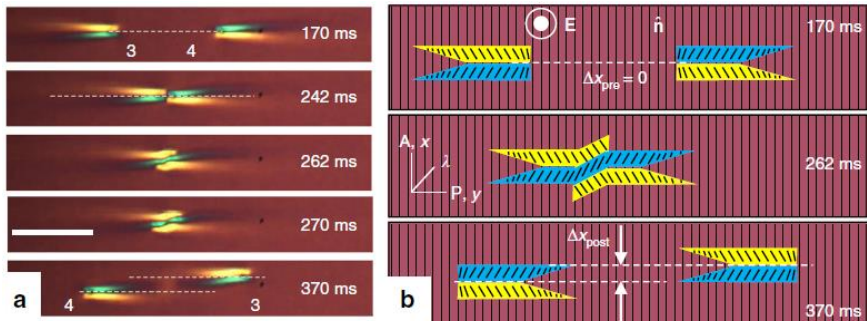 170 ms
3 4
242 ms
262 ms
270 ms
370 ms
4 3
a
E n̂ 170 ms
Δx_pre = 0
A, x
λ
P, y
262 ms
Δx_post
b
370 ms